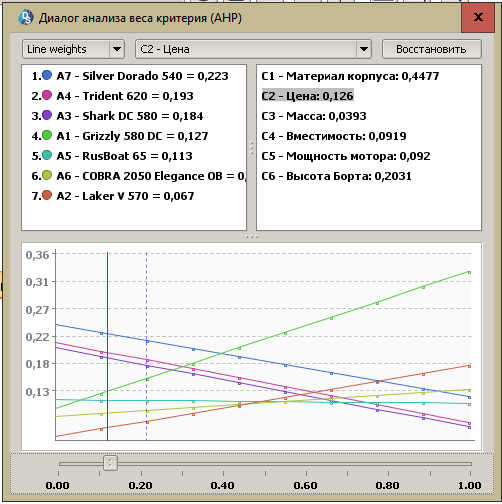 Диалог анализа веса критерия (AHP)
Line weights
C2 - Цена
Восстановить
1. A7 - Silver Dorado 540 = 0,223
2. A4 - Trident 620 = 0,193
3. A3 - Shark DC 580 = 0,184
4. A1 - Grizzly 580 DC = 0,127
5. A5 - RusBoat 65 = 0,113
6. A6 - COBRA 2050 Elegance OB = 0,
7. A2 - Laker V 570 = 0,067
C1 - Материал корпуса: 0,4477
C2 - Цена: 0,126
C3 - Масса: 0,0393
C4 - Вместимость: 0,0919
C5 - Мощность мотора: 0,092
C6 - Высота Борта: 0,2031
0,36
0,31
0,27
0,22
0,18
0,13
0.00 0.20 0.40 0.60 0.80 1.00